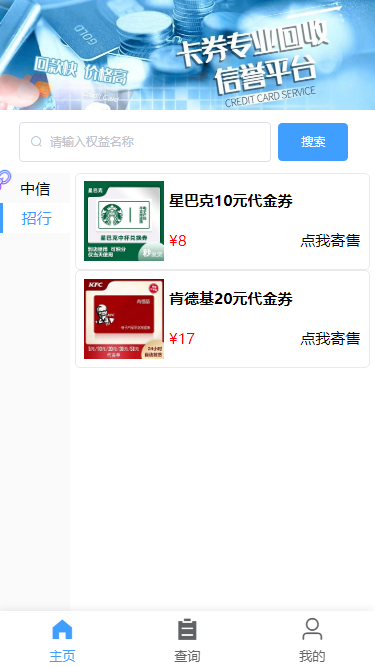 卡券专业回收
回款快 价格高
信誉平台
CREDIT CARD SERVICE
请输入权益名称
搜索
中信
招行
星巴克
星巴克中杯兑换券
星巴克10元代金券
¥8
点我寄售
KFC
肯德基20元代金券
¥17
点我寄售
主页
查询
我的